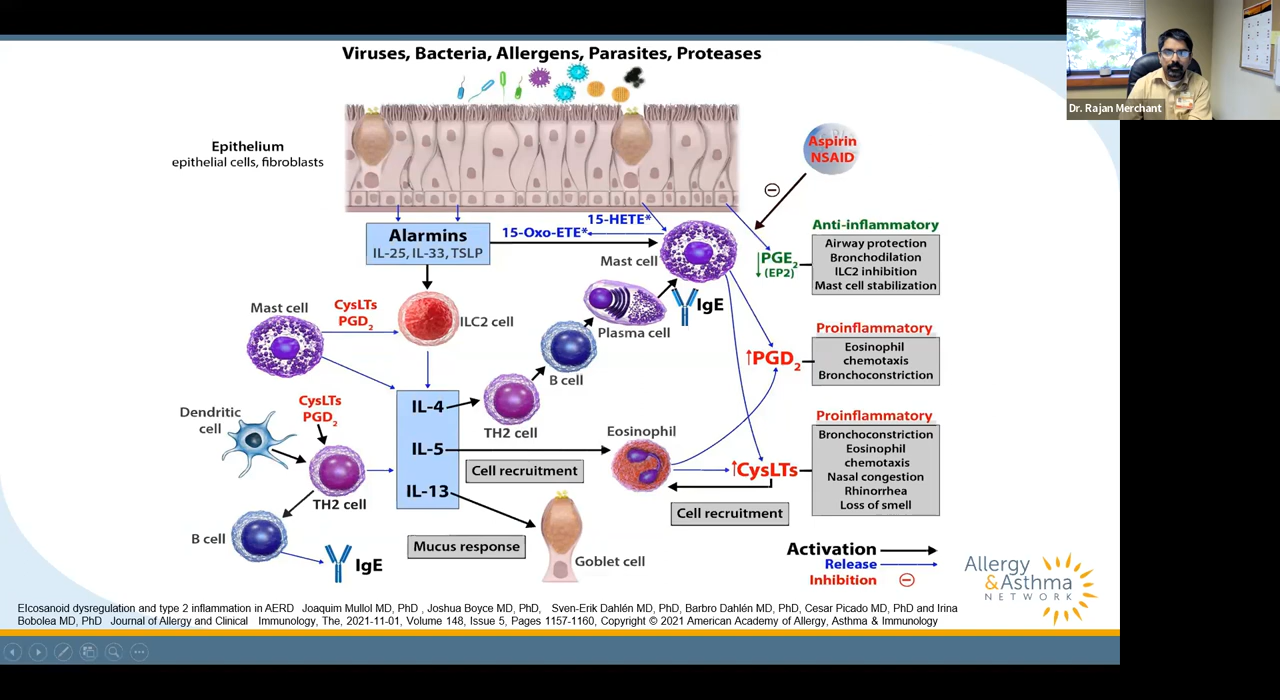 Viruses, Bacteria, Allergens, Parasites, Proteases
Dr. Rajan Merchant
Epithelium
epithelial cells, fibroblasts
Aspirin
NSAID
Alarmins
IL-25, IL-33, TSLP
15-HETE*
15-Oxo-ETE*
Mast cell
PGE2
(EP2)
Anti-inflammatory
Airway protection
Bronchodilation
ILC2 inhibition
Mast cell stabilization
Mast cell
CysLTs
PGD2
ILC2 cell
Plasma cell
IgE
B cell
Proinflammatory
↑PGD2
Eosinophil
chemotaxis
Bronchoconstriction
Dendritic
cell
CysLTs
PGD2
TH2 cell
IL-4
IL-5
IL-13
TH2 cell
Cell recruitment
Eosinophil
↑CysLTs
Proinflammatory
Bronchoconstriction
Eosinophil
chemotaxis
Nasal congestion
Rhinorrhea
Loss of smell
Cell recruitment
B cell
IgE
Mucus response
Goblet cell
Activation
Release
Inhibition
Allergy
& Asthma
NETWORK
EIcosanoid dysregulation and type 2 inflammation in AERD Joaquim Mullol MD, PhD , Joshua Boyce MD, PhD, Sven-Erik Dahlén MD, PhD, Barbro Dahlén MD, PhD, Cesar Picado MD, PhD and Irina
Bobolea MD, PhD Journal of Allergy and Clinical Immunology, The, 2021-11-01, Volume 148, Issue 5, Pages 1157-1160, Copyright © 2021 American Academy of Allergy, Asthma & Immunology